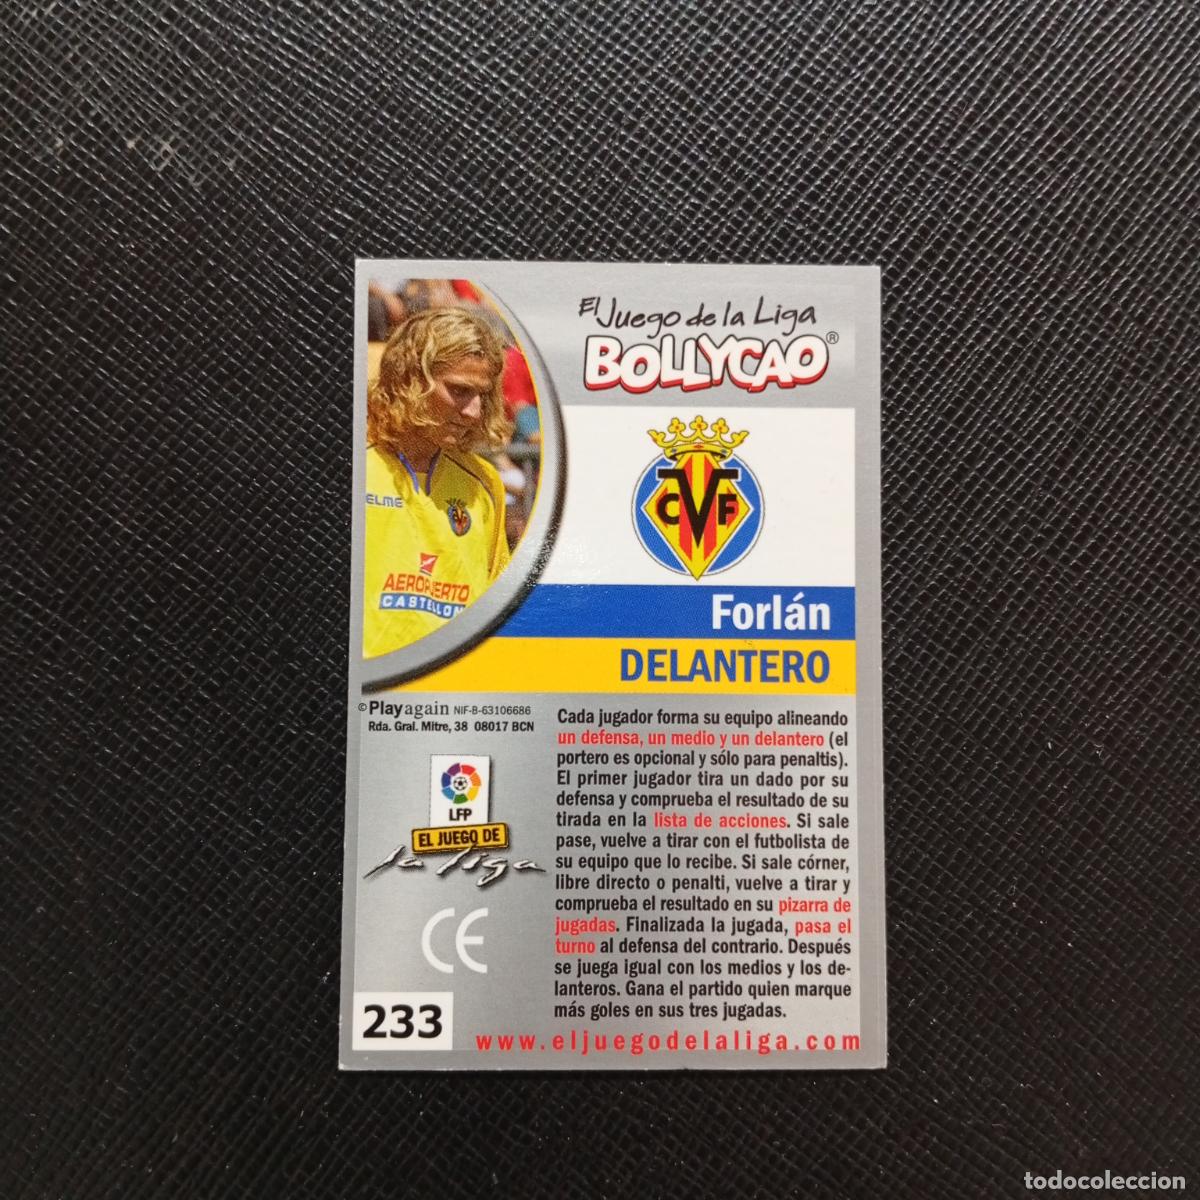 El Juego de la Liga
BOLLYCAO®
KELME
AEROPUERTO
CASTELLON
CVF
Forlán
DELANTERO
© Playagain NIF-B-63106686
Rda. Gral. Mitre, 38 08017 BCN
LFP
EL JUEGO DE
la liga
CE
233
Cada jugador forma su equipo alineando
un defensa, un medio y un delantero (el
portero es opcional y sólo para penaltis).
El primer jugador tira un dado por su
defensa y comprueba el resultado de su
tirada en la lista de acciones. Si sale
pase, vuelve a tirar con el futbolista de
su equipo que lo recibe. Si sale córner,
libre directo o penalti, vuelve a tirar y
comprueba el resultado en su pizarra de
jugadas. Finalizada la jugada, pasa el
turno al defensa del contrario. Después
se juega igual con los medios y los de-
lanteros. Gana el partido quien marque
más goles en sus tres jugadas.
www.eljuegodelaliga.com
todocoleccion